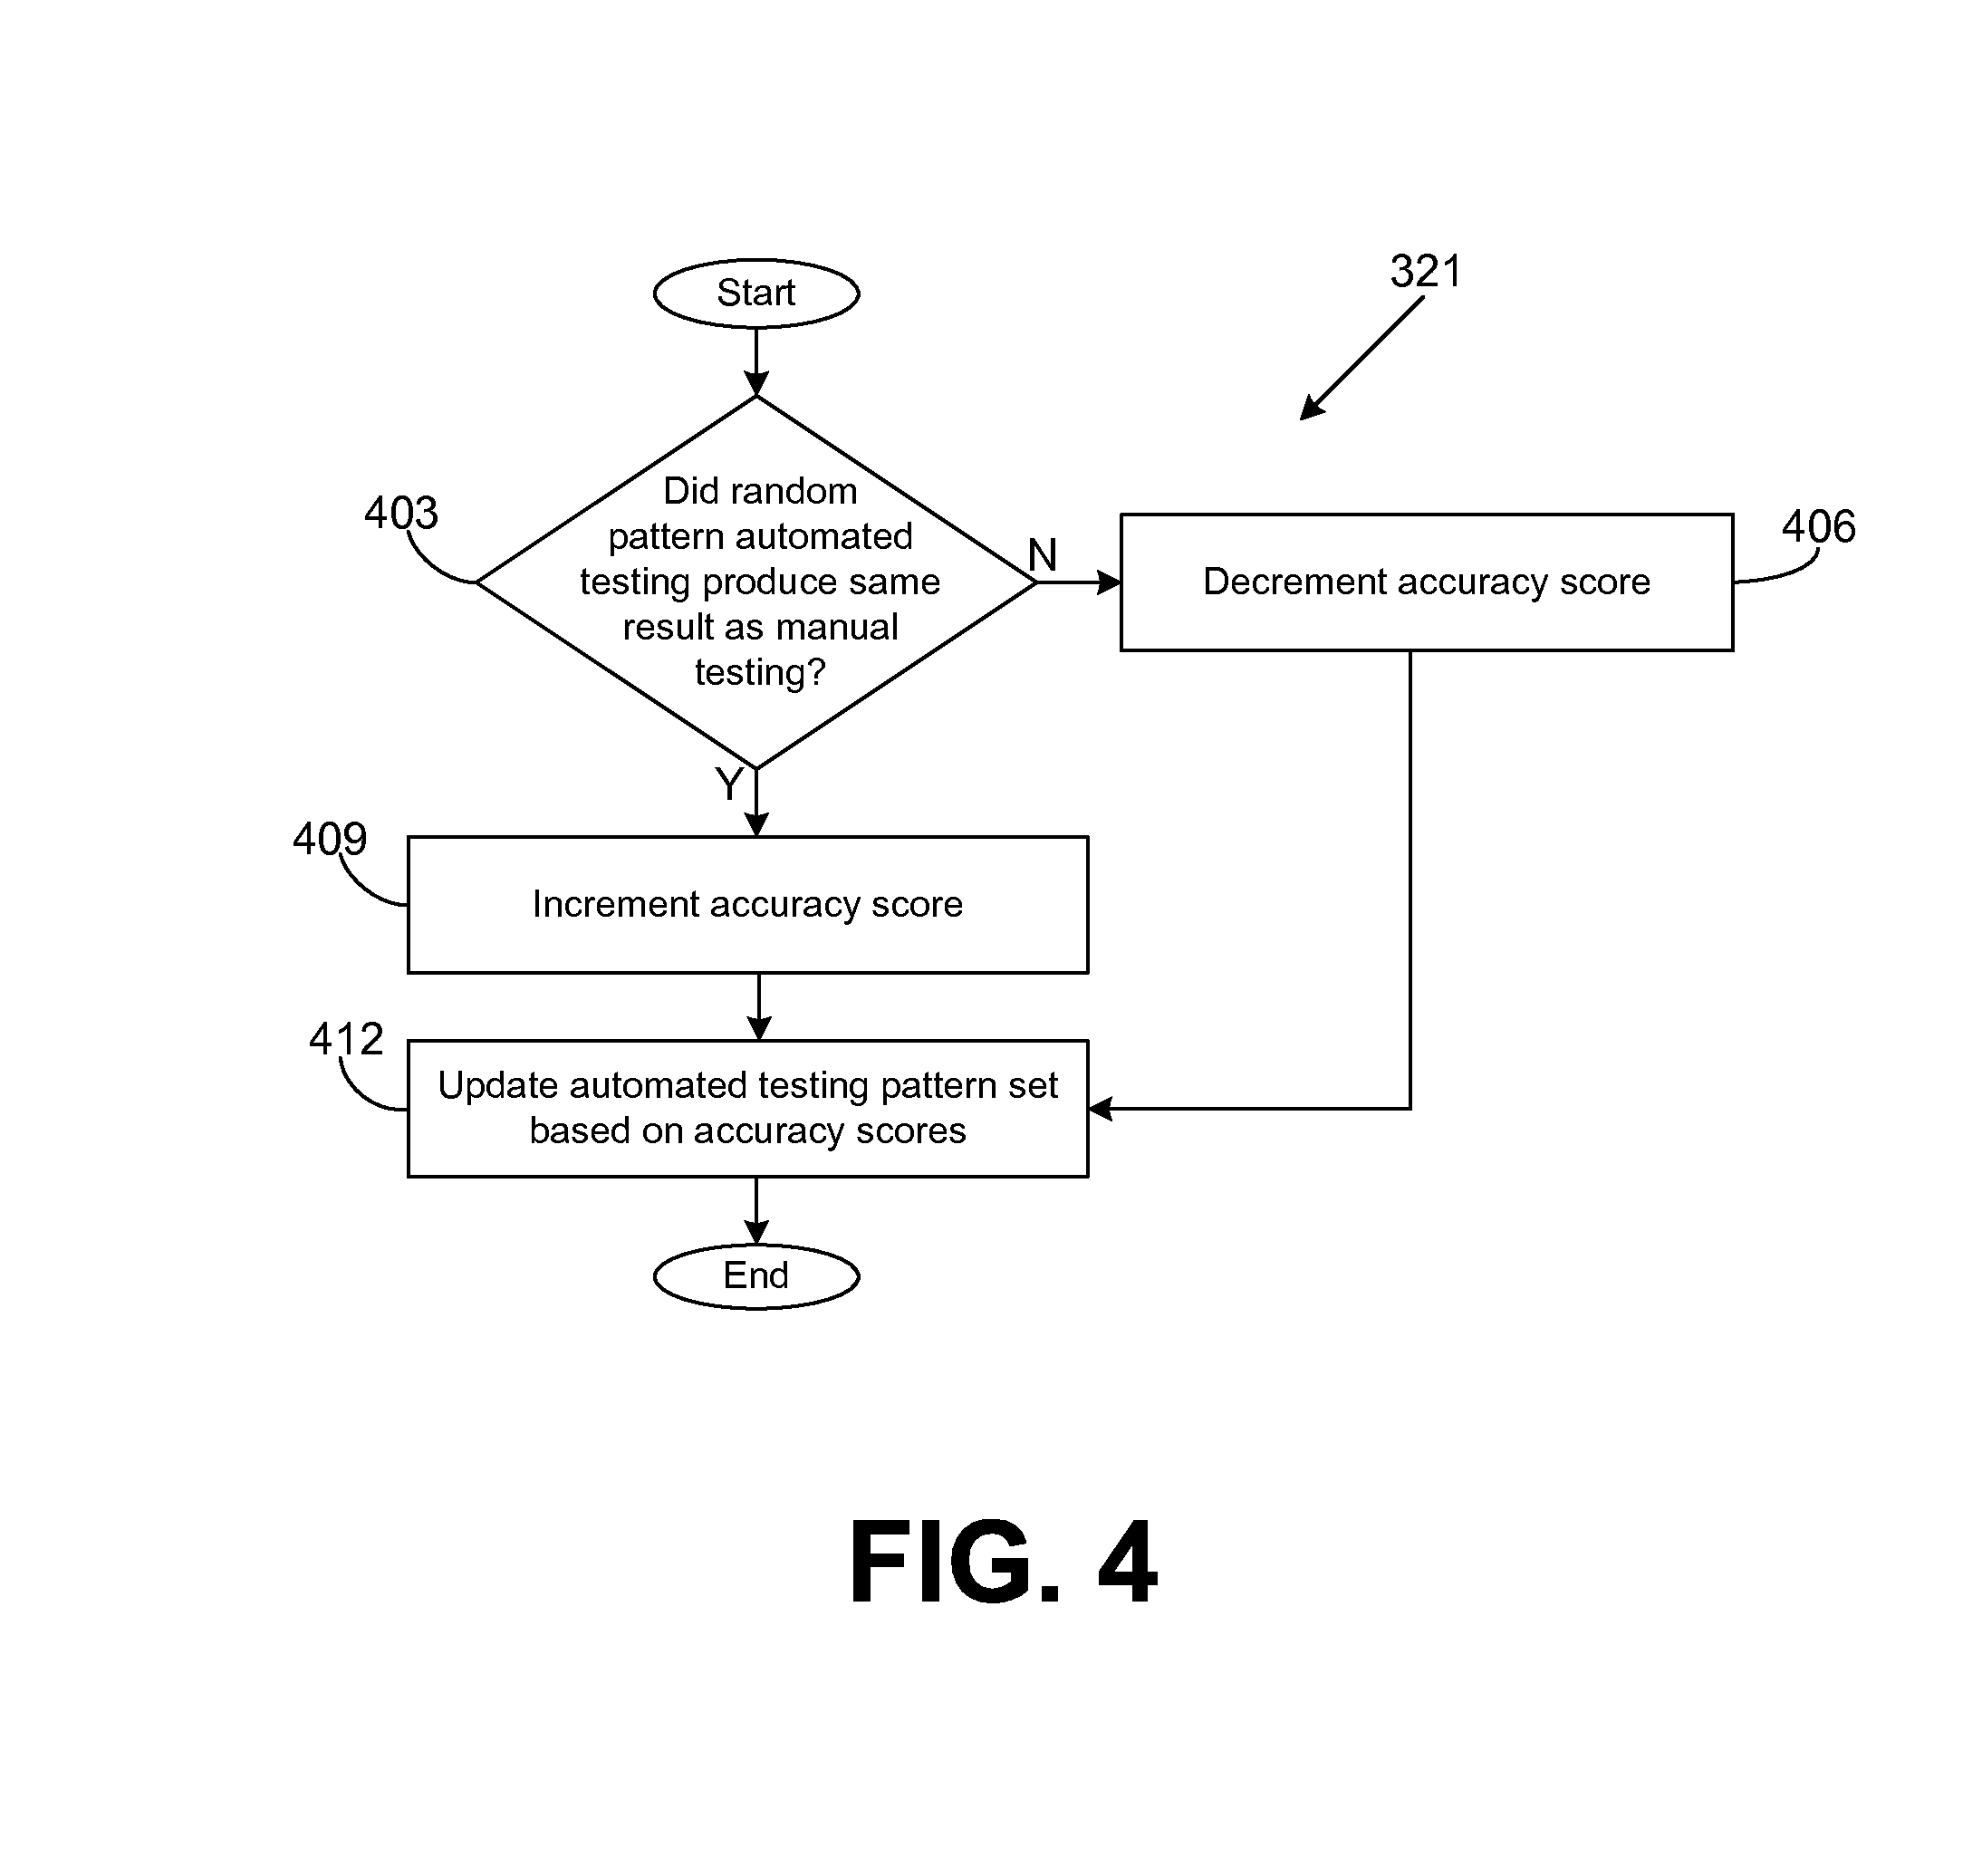 Start
321
403
Did random
pattern automated
testing produce same
result as manual
testing?
N
Decrement accuracy score
406
Y
409
Increment accuracy score
412
Update automated testing pattern set
based on accuracy scores
End
FIG. 4